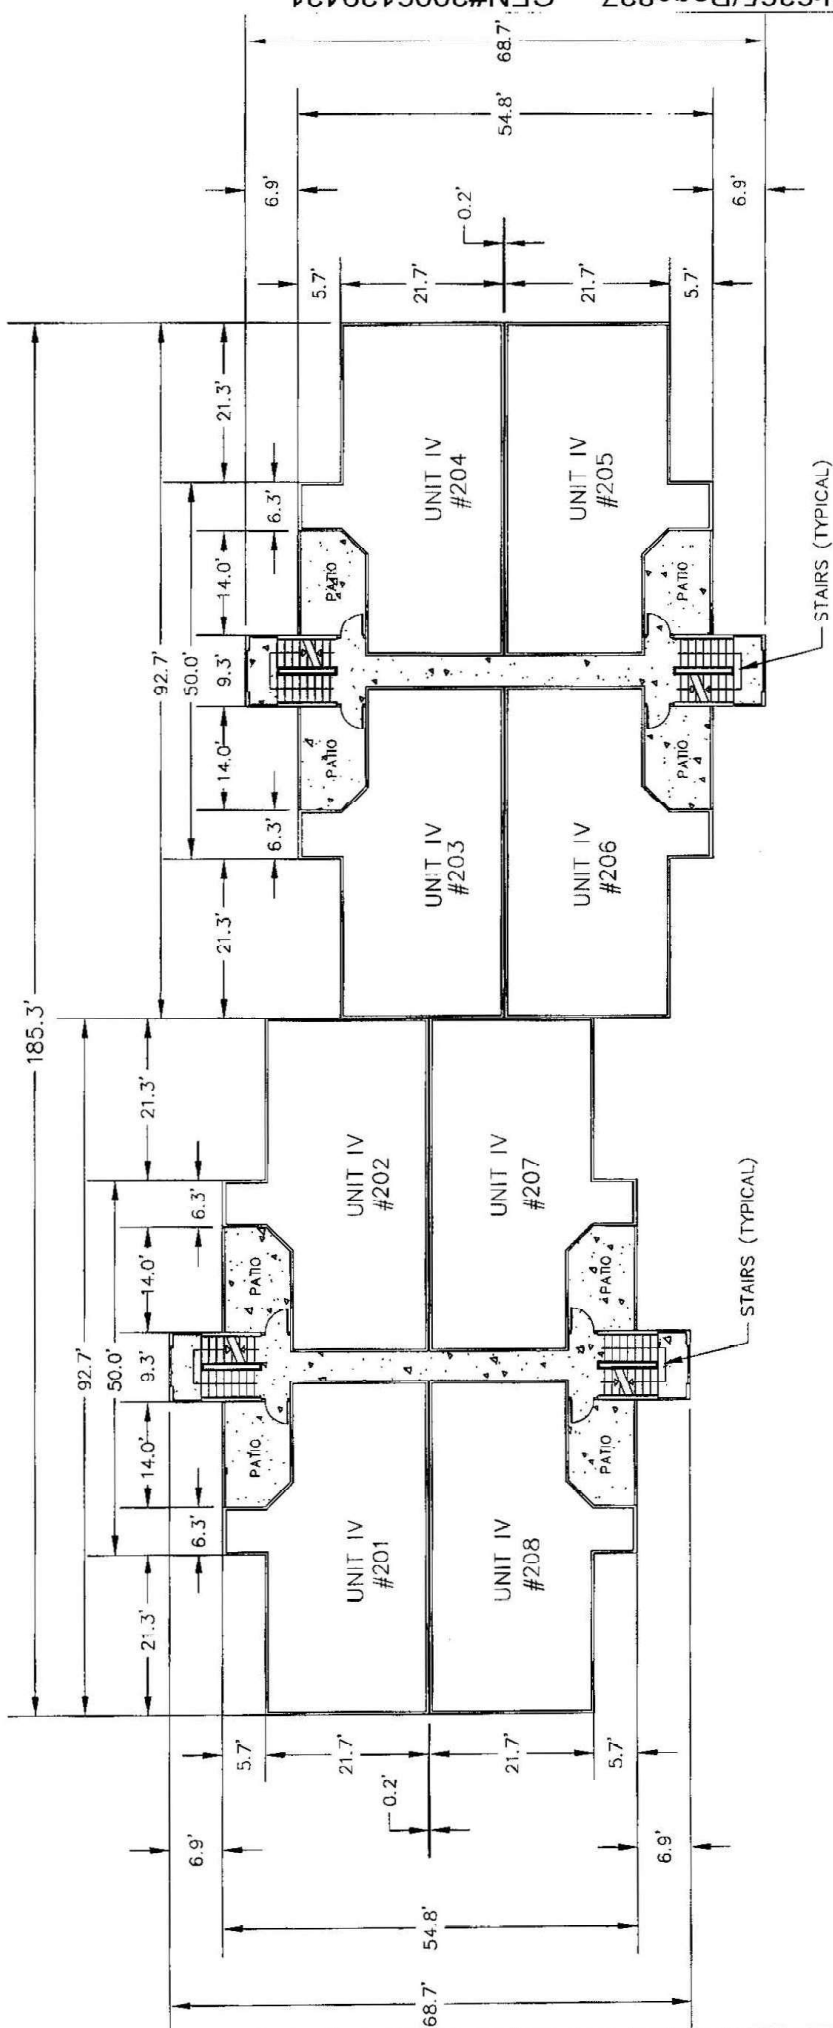 185.3'
92.7' 92.7'
50.0' 50.0'
21.3' 6.3' 14.0' 9.3' 14.0' 6.3' 21.3'
21.3' 6.3' 14.0' 9.3' 14.0' 6.3' 21.3'
68.7'
54.8'
6.9'
5.7'
21.7'
0.2'
21.7'
5.7'
6.9'
PATIO PATIO
UNIT IV
#201
UNIT IV
#202
UNIT IV
#208
UNIT IV
#207
PATIO PATIO
STAIRS (TYPICAL)
PATIO PATIO
UNIT IV
#203
UNIT IV
#204
UNIT IV
#206
UNIT IV
#205
PATIO PATIO
STAIRS (TYPICAL)
6.9'
5.7'
21.7'
0.2'
21.7'
5.7'
6.9'
54.8'
68.7'